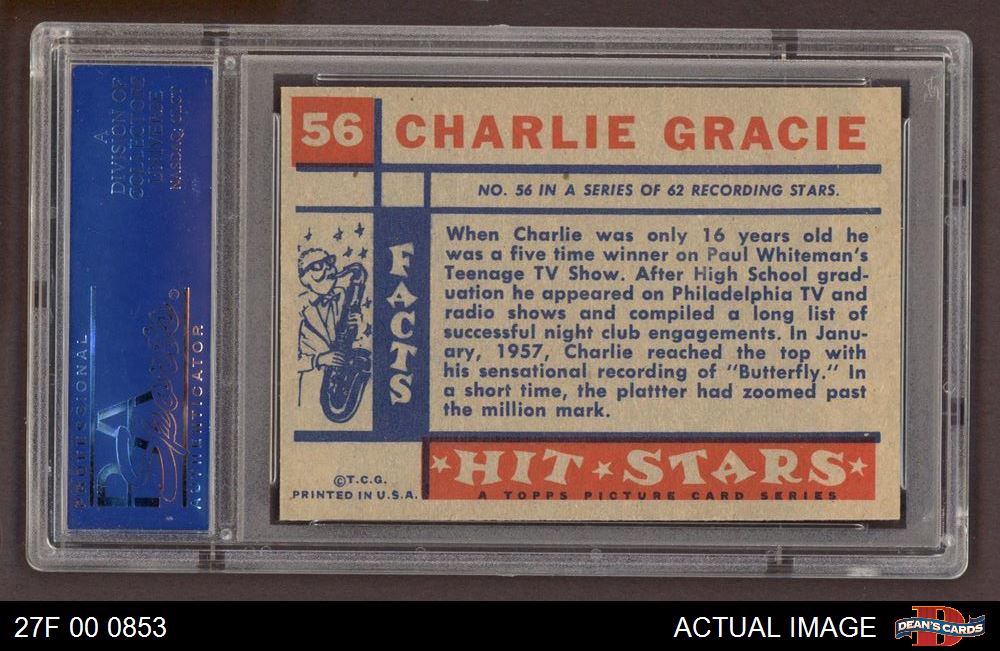 56
CHARLIE GRACIE
NO. 56 IN A SERIES OF 62 RECORDING STARS.
FACTS
When Charlie was only 16 years old he
was a five time winner on Paul Whiteman's
Teenage TV Show. After High School grad-
uation he appeared on Philadelphia TV and
radio shows and compiled a long list of
successful night club engagements. In Janu-
ary, 1957, Charlie reached the top with
his sensational recording of "Butterfly." In
a short time, the plattter had zoomed past
the million mark.
©T.C.G.
PRINTED IN U.S.A.
HIT STARS
A TOPPS PICTURE CARD SERIES
A
DIVISION OF
COLLECTORS
UNIVERSE
PROFESSIONAL
PSA
Sports
®
AUTHENTICATOR
27F 00 0853
ACTUAL IMAGE
D
DEAN'S CARDS